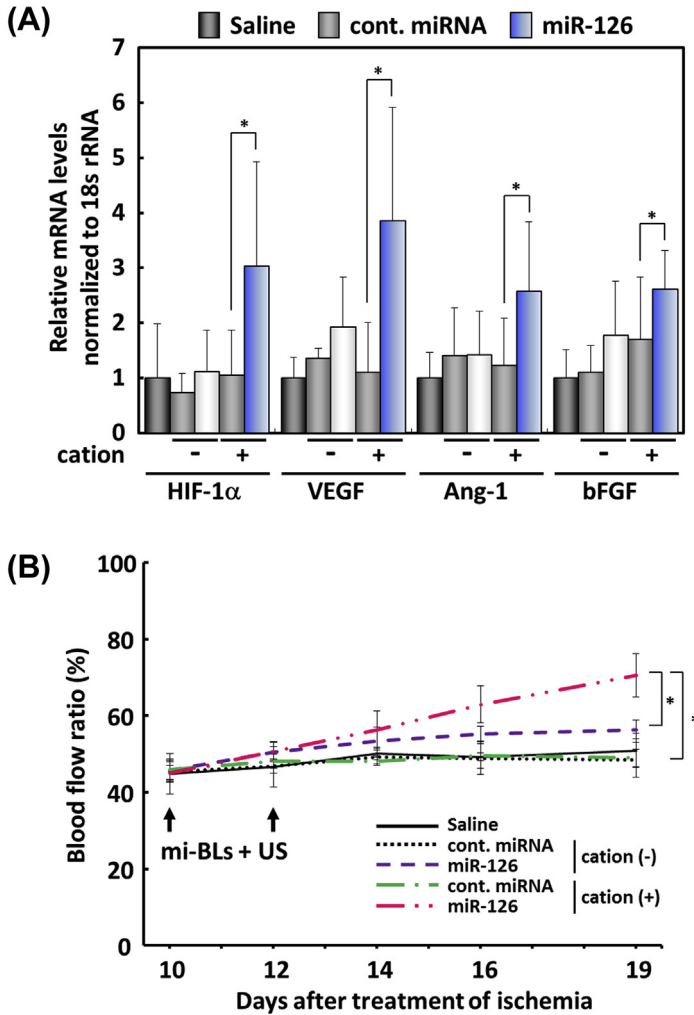 (A)
Saline cont. miRNA miR-126
Relative mRNA levels
normalized to 18s rRNA
7
6
5
4
3
2
1
0
* * * *
cation - + - + - + - +
HIF-1α VEGF Ang-1 bFGF
(B)
Blood flow ratio (%)
100
80
60
40
20
0
*
mi-BLs + US
Saline
cont. miRNA
miR-126
cation (-)
cont. miRNA
miR-126
cation (+)
10 12 14 16 19
Days after treatment of ischemia